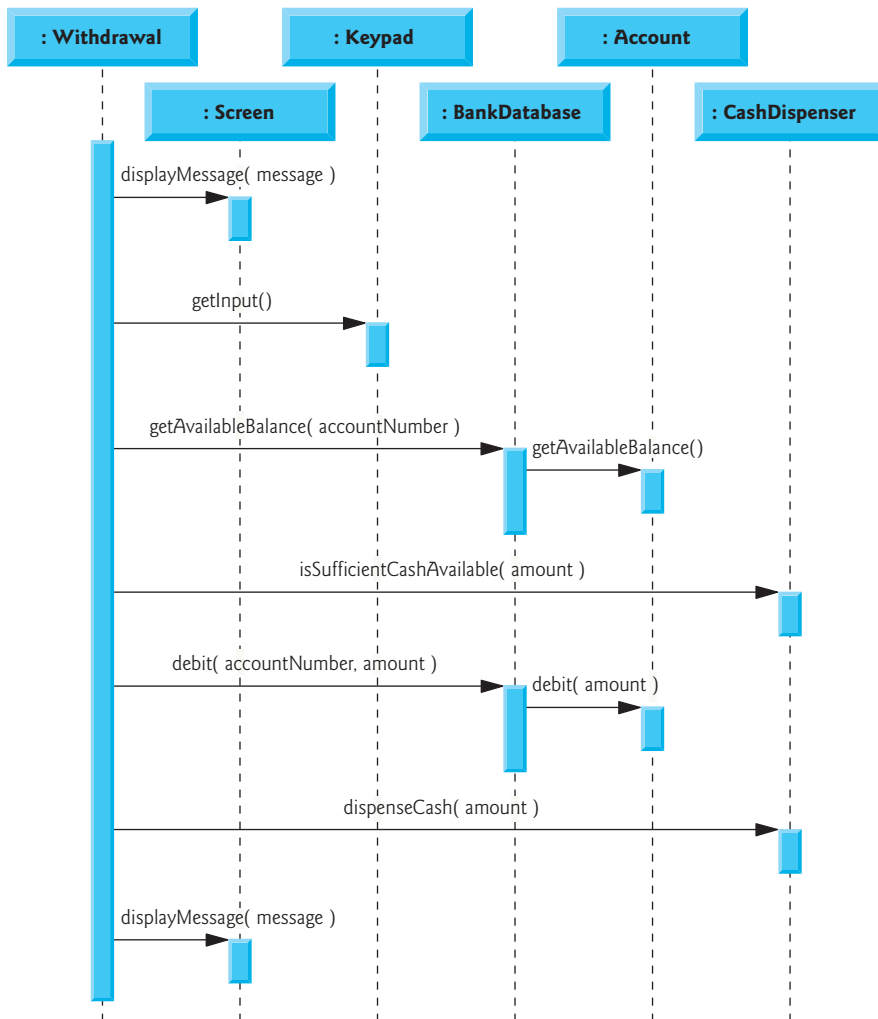 : Withdrawal
: Keypad
: Account
: Screen
: BankDatabase
: CashDispenser
displayMessage( message )
getInput()
getAvailableBalance( accountNumber )
getAvailableBalance()
isSufficientCashAvailable( amount )
debit( accountNumber, amount )
debit( amount )
dispenseCash( amount )
displayMessage( message )